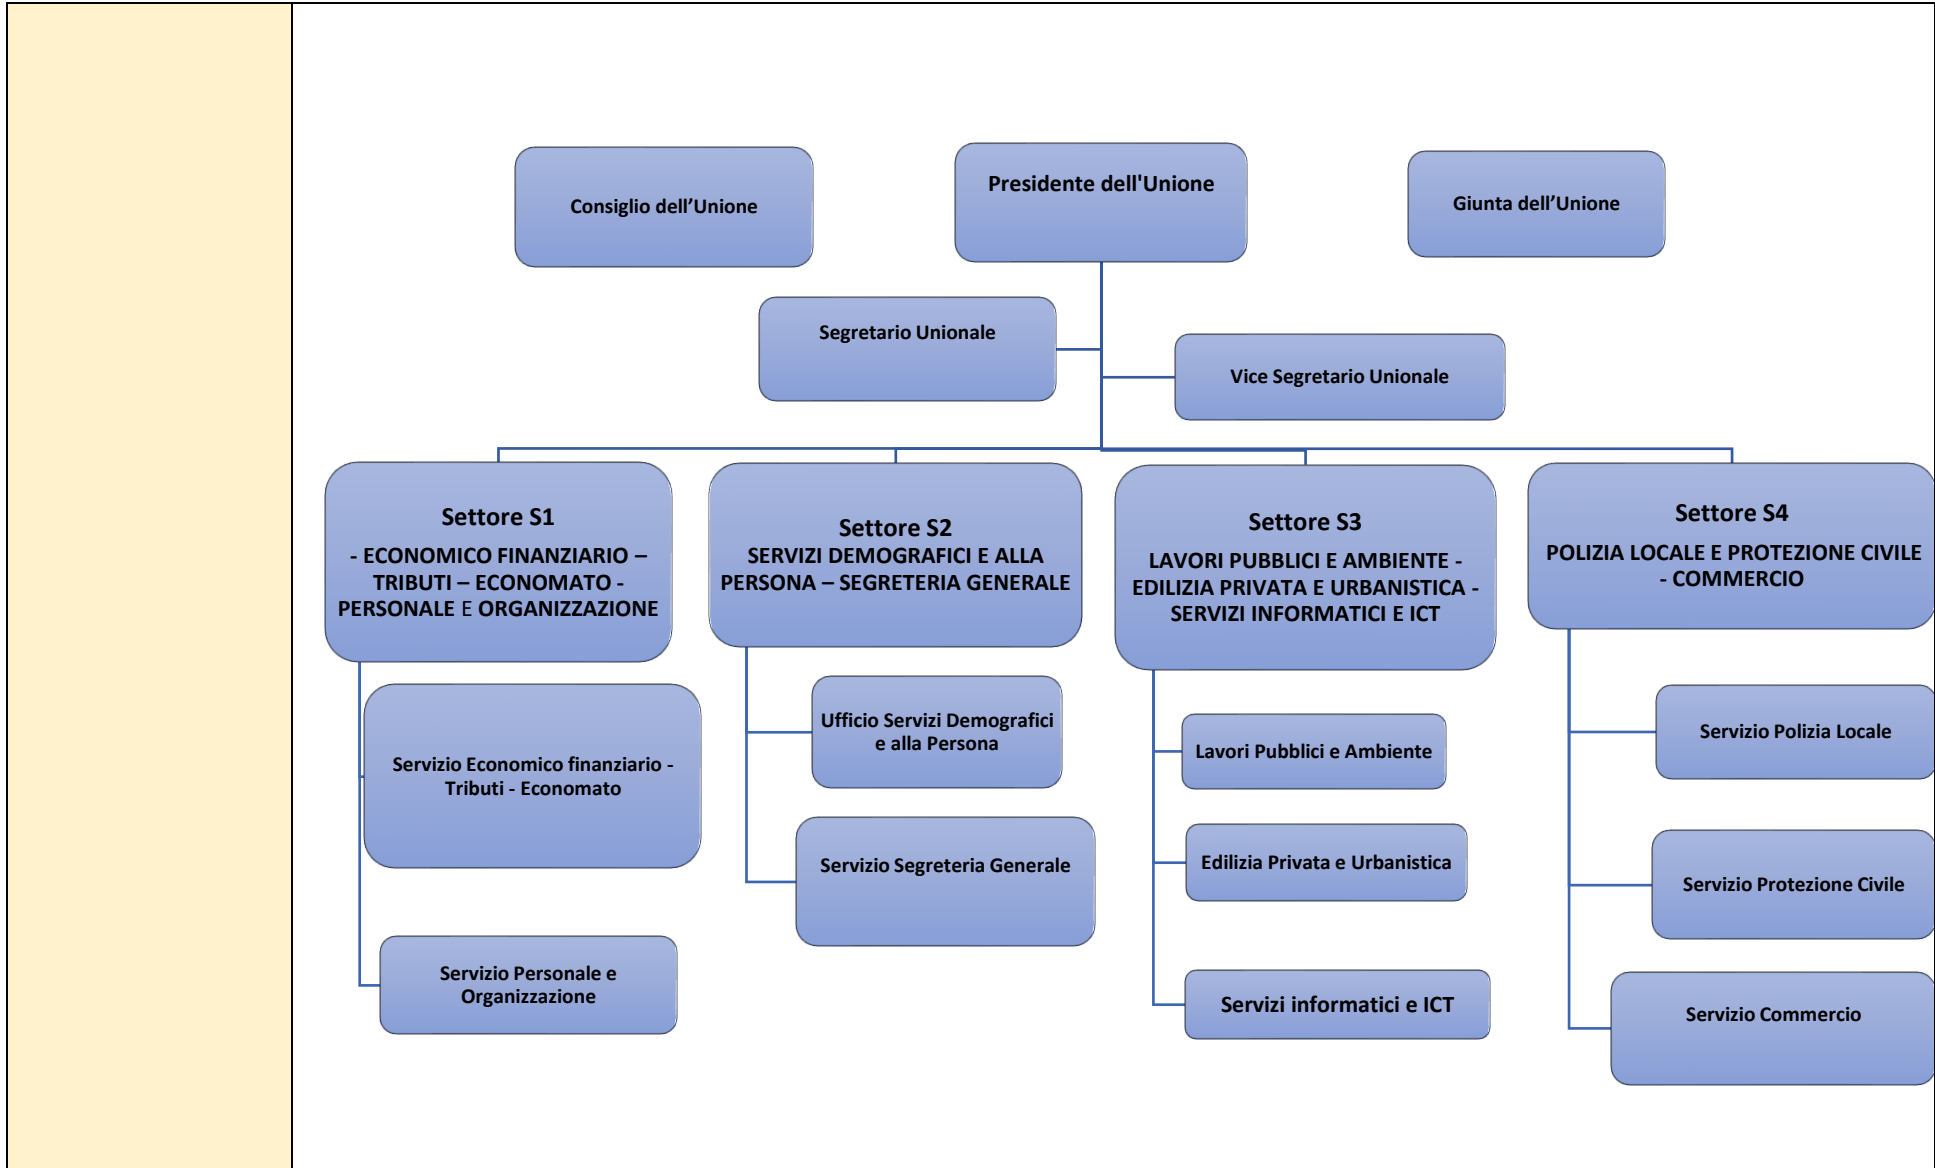 Consiglio dell’Unione
Presidente dell'Unione
Giunta dell’Unione
Segretario Unionale
Vice Segretario Unionale
Settore S1
- ECONOMICO FINANZIARIO –
TRIBUTI – ECONOMATO -
PERSONALE E ORGANIZZAZIONE
Settore S2
SERVIZI DEMOGRAFICI E ALLA
PERSONA – SEGRETERIA GENERALE
Settore S3
LAVORI PUBBLICI E AMBIENTE -
EDILIZIA PRIVATA E URBANISTICA -
SERVIZI INFORMATICI E ICT
Settore S4
POLIZIA LOCALE E PROTEZIONE CIVILE
- COMMERCIO
Servizio Economico finanziario -
Tributi - Economato
Servizio Personale e
Organizzazione
Ufficio Servizi Demografici
e alla Persona
Servizio Segreteria Generale
Lavori Pubblici e Ambiente
Edilizia Privata e Urbanistica
Servizi informatici e ICT
Servizio Polizia Locale
Servizio Protezione Civile
Servizio Commercio